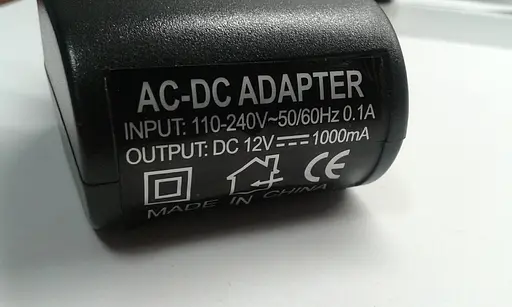 AC-DC ADAPTER
INPUT: 110-240V~50/60Hz 0.1A
OUTPUT: DC 12V⎓1000mA
CE
MADE IN CHINA